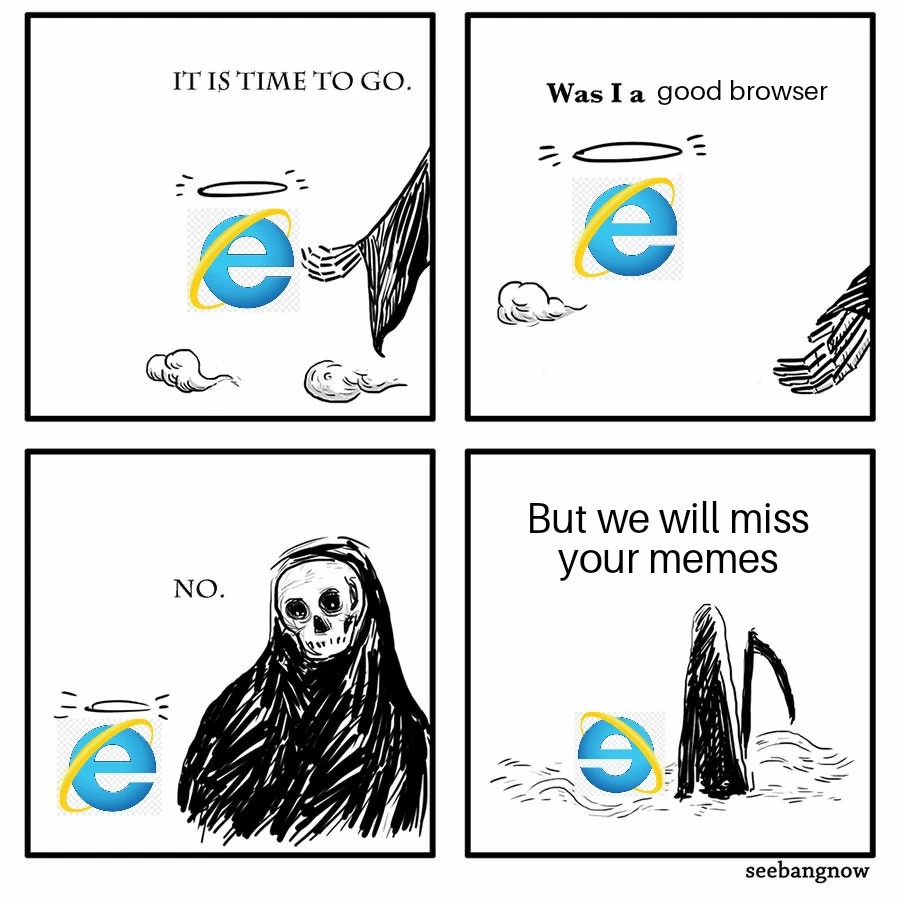 IT IS TIME TO GO.
Was I a good browser
NO.
But we will miss
your memes
seebangnow